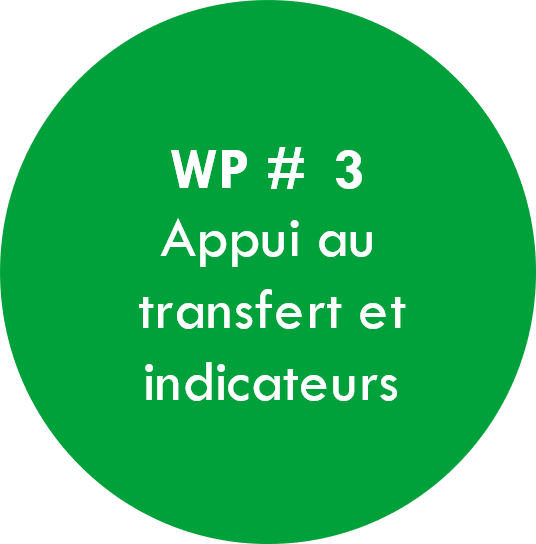 WP # 3
Appui au
transfert et
indicateurs